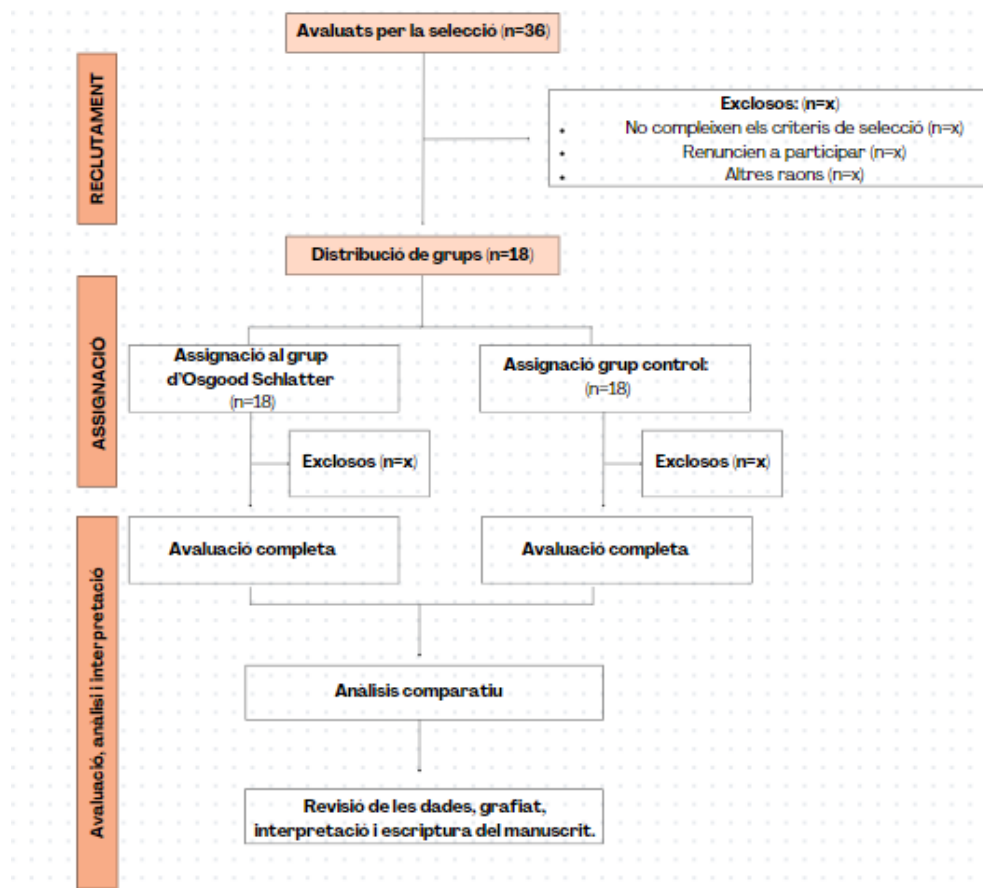 Avaluats per la selecció (n=36)
RECLUTAMENT
Exclosos: (n=x)
• No compleixen els criteris de selecció (n=x)
• Renuncien a participar (n=x)
• Altres raons (n=x)
Distribució de grups (n=18)
ASSIGNACIÓ
Assignació al grup
d'Osgood Schlatter
(n=18)
Assignació grup control:
(n=18)
Exclosos (n=x)
Exclosos (n=x)
Avaluació, anàlisi i interpretació
Avaluació completa
Avaluació completa
Anàlisis comparatiu
Revisió de les dades, grafiat,
interpretació i escriptura del manuscrit.